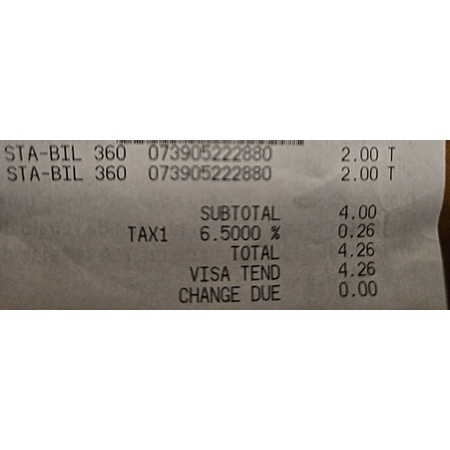 STA-BIL 360 073905222880 2.00 T
STA-BIL 360 073905222880 2.00 T
SUBTOTAL 4.00
TAX1 6.5000 % 0.26
TOTAL 4.26
VISA TEND 4.26
CHANGE DUE 0.00